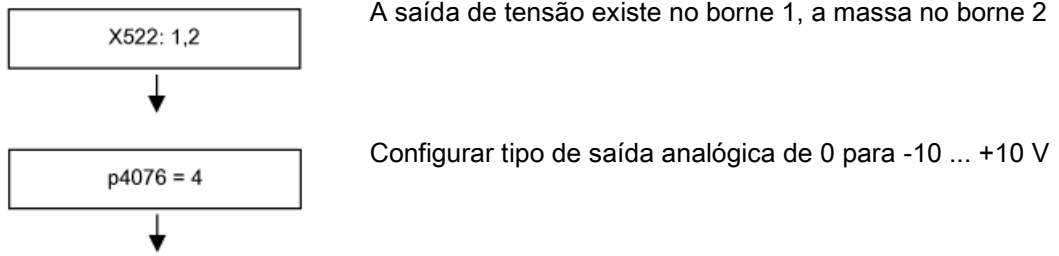 X522: 1,2
A saída de tensão existe no borne 1, a massa no borne 2
p4076 = 4
Configurar tipo de saída analógica de 0 para -10 ... +10 V